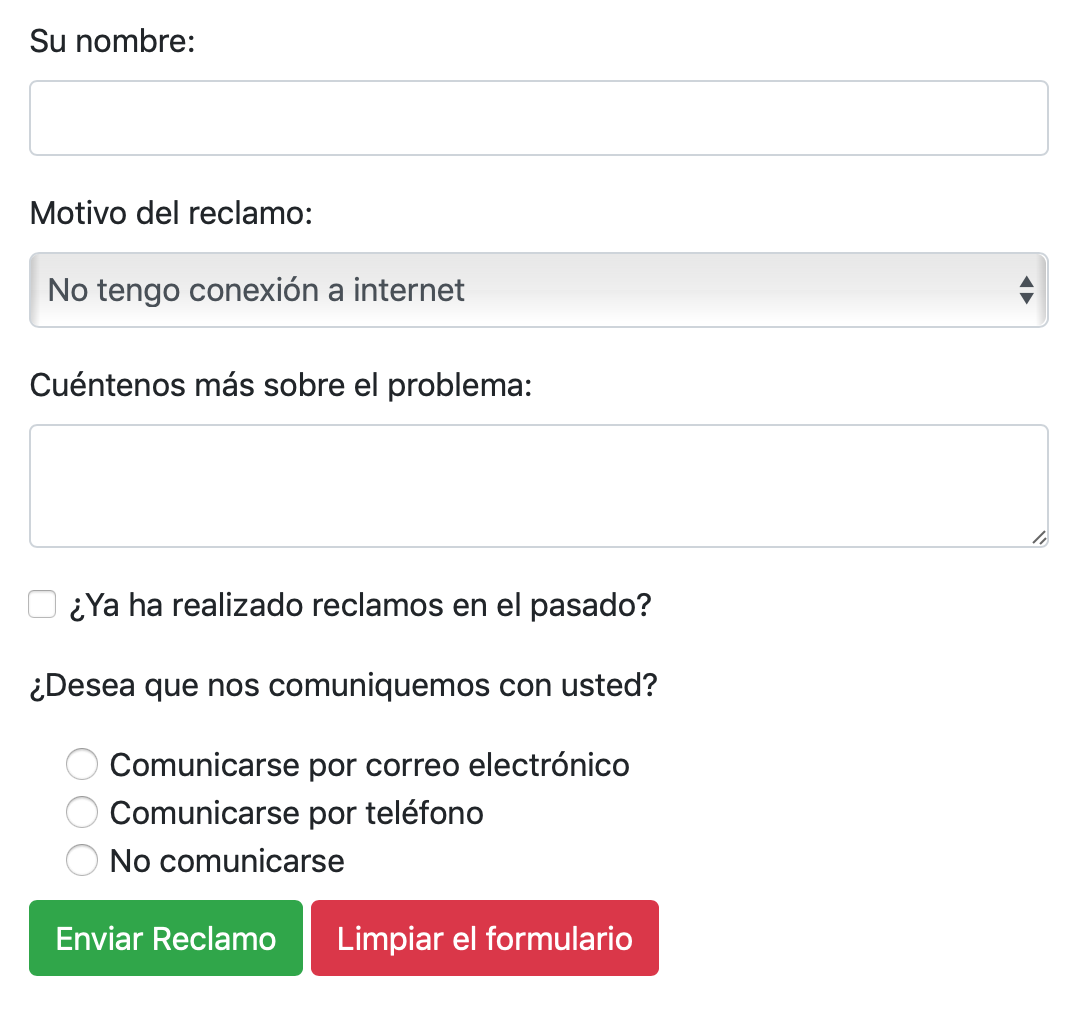 Su nombre:
Motivo del reclamo:
No tengo conexión a internet
Cuéntenos más sobre el problema:
¿Ya ha realizado reclamos en el pasado?
¿Desea que nos comuniquemos con usted?
Comunicarse por correo electrónico
Comunicarse por teléfono
No comunicarse
Enviar Reclamo Limpiar el formulario